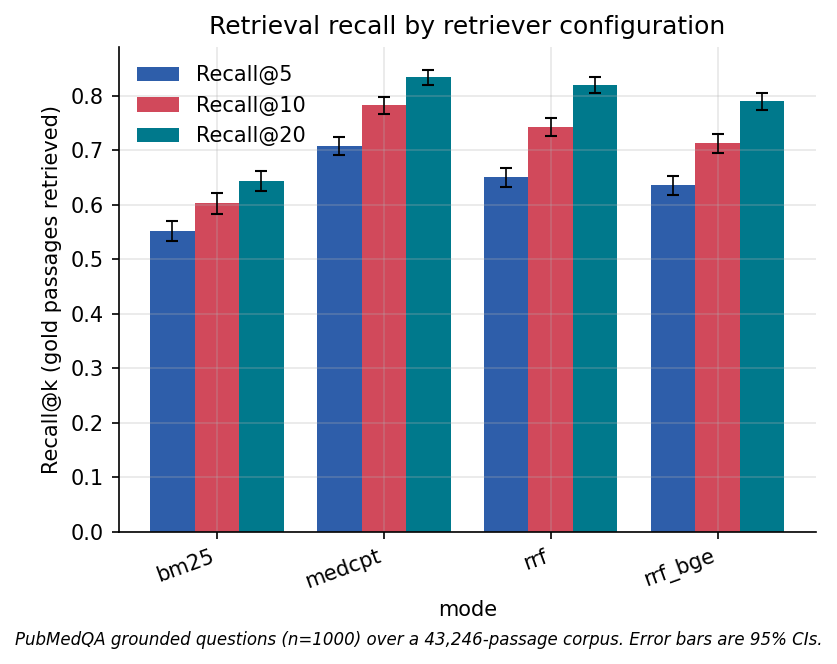 Retrieval recall by retriever configuration
Recall@5
Recall@10
Recall@20
Recall@k (gold passages retrieved)
0.8
0.7
0.6
0.5
0.4
0.3
0.2
0.1
0.0
bm25
medcpt
rrf
rrf_bge
mode
PubMedQA grounded questions (n=1000) over a 43,246-passage corpus. Error bars are 95% CIs.